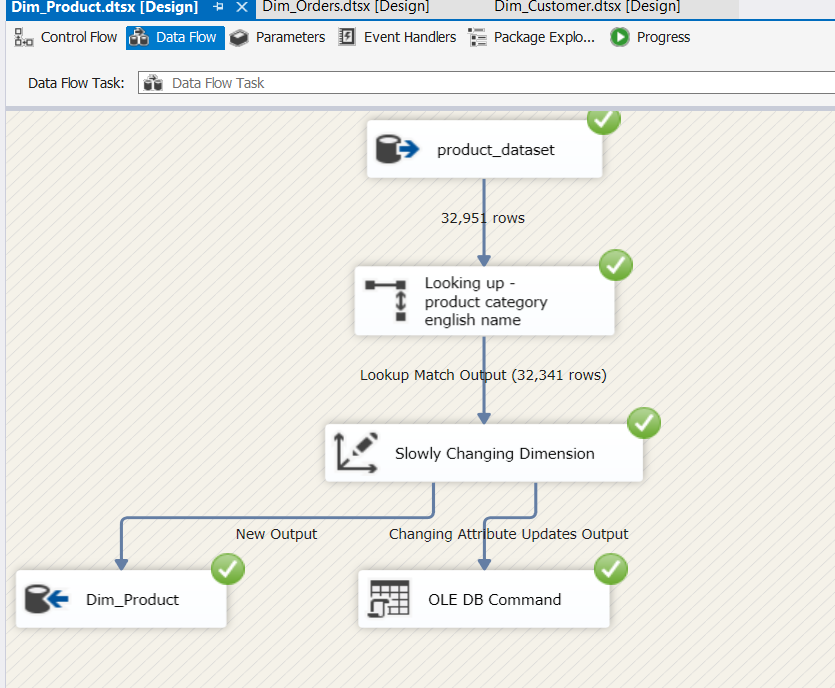 Dim_Product.dtsx [Design] Dim_Orders.dtsx [Design] Dim_Customer.dtsx [Design]
Control Flow Data Flow Parameters Event Handlers Package Explo... Progress
Data Flow Task: Data Flow Task
product_dataset
32,951 rows
Looking up -
product category
english name
Lookup Match Output (32,341 rows)
Slowly Changing Dimension
New Output Changing Attribute Updates Output
Dim_Product OLE DB Command